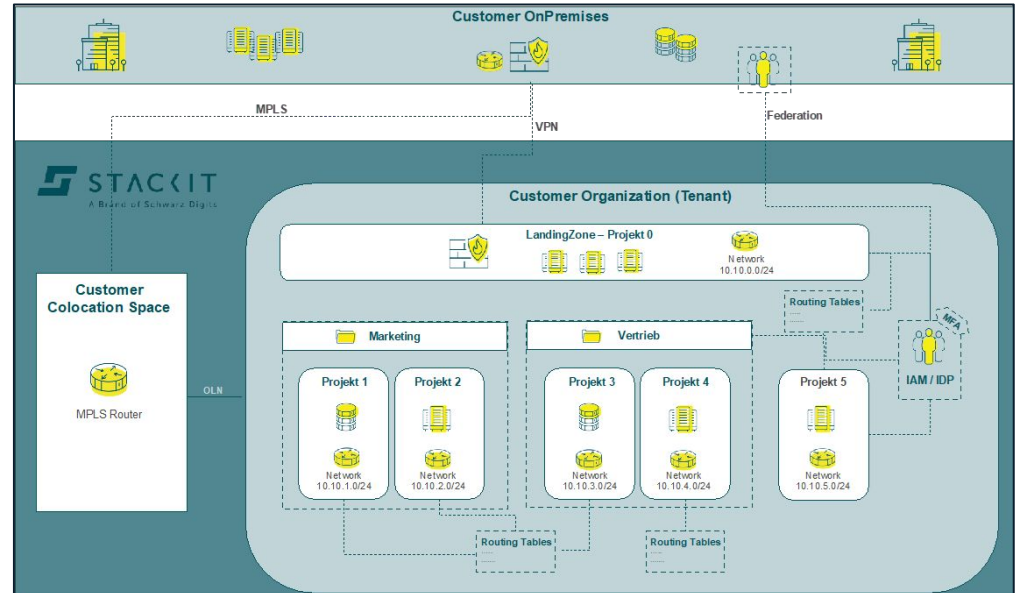 Customer OnPremises
MPLS
VPN
Federation
STACKIT
A Brand of Schwarz Digits
Customer Organization (Tenant)
LandingZone – Projekt 0
Network
10.10.0.0/24
Customer
Colocation Space
MPLS Router
OLN
Routing Tables
MFA
IAM / IDP
Marketing
Vertrieb
Projekt 1
Network
10.10.1.0/24
Projekt 2
Network
10.10.2.0/24
Projekt 3
Network
10.10.3.0/24
Projekt 4
Network
10.10.4.0/24
Projekt 5
Network
10.10.5.0/24
Routing Tables
Routing Tables